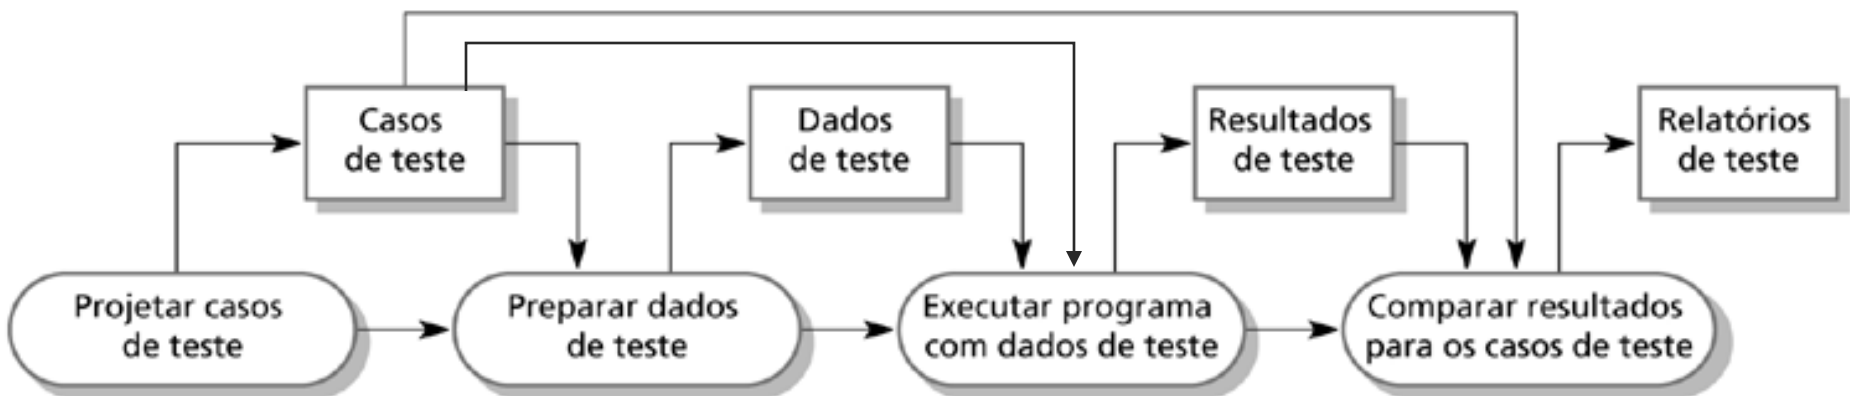 Casos
de teste
Dados
de teste
Resultados
de teste
Relatórios
de teste
Projetar casos
de teste
Preparar dados
de teste
Executar programa
com dados de teste
Comparar resultados
para os casos de teste